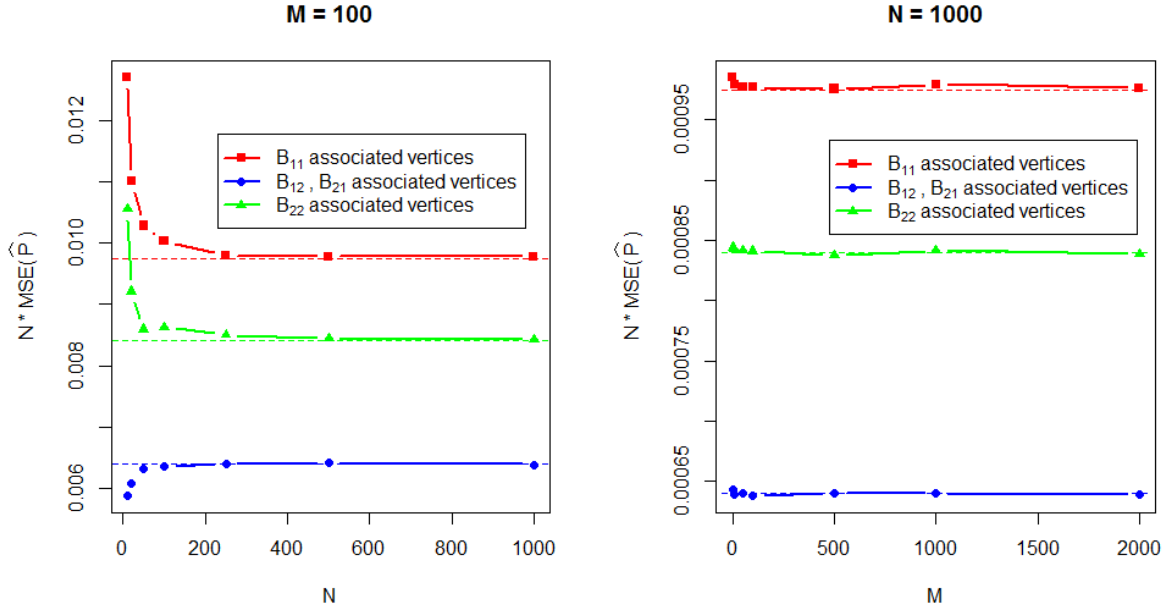 M = 100
N * MSE( P̂ )
0.012
0.010
0.008
0.006
B₁₁ associated vertices
B₁₂ , B₂₁ associated vertices
B₂₂ associated vertices
0 200 400 600 800 1000
N
N = 1000
N * MSE( P̂ )
0.00095
0.00085
0.00075
0.00065
B₁₁ associated vertices
B₁₂ , B₂₁ associated vertices
B₂₂ associated vertices
0 500 1000 1500 2000
M